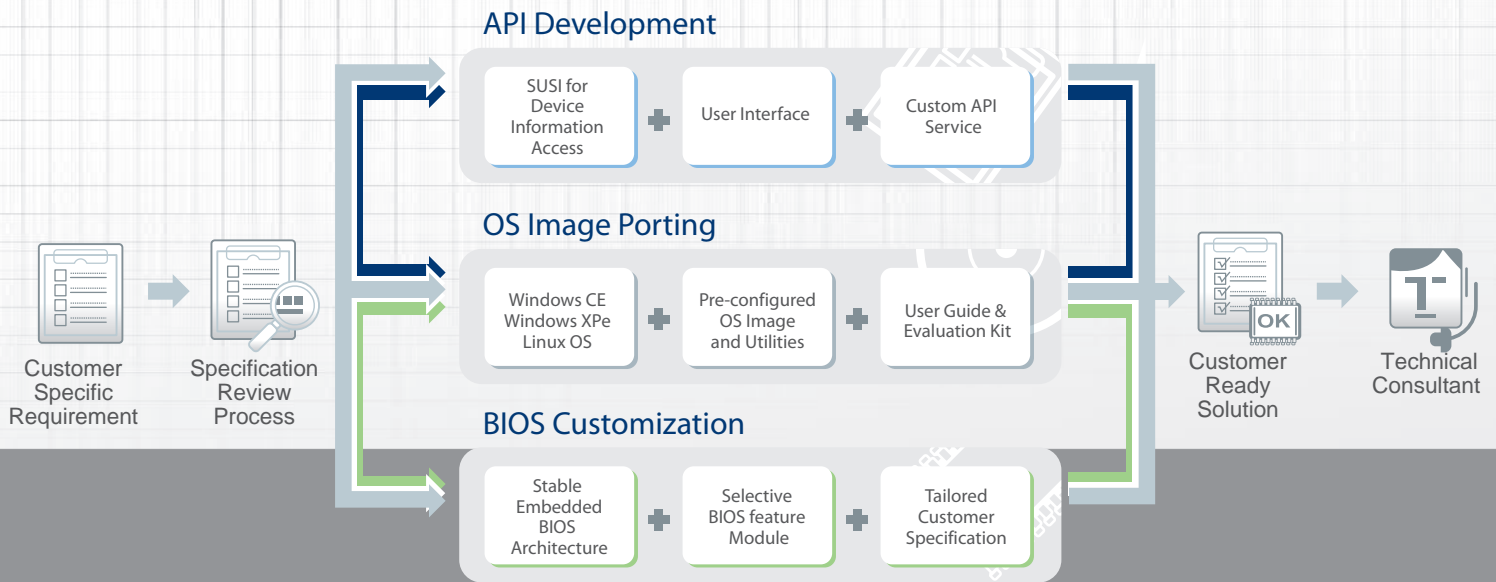 API Development
SUSI for
Device
Information
Access
User Interface
Custom API
Service
OS Image Porting
Windows CE
Windows XPe
Linux OS
Pre-configured
OS Image
and Utilities
User Guide &
Evaluation Kit
BIOS Customization
Stable
Embedded
BIOS
Architecture
Selective
BIOS feature
Module
Tailored
Customer
Specification
Customer
Specific
Requirement
Specification
Review
Process
OK
Customer
Ready
Solution
Technical
Consultant